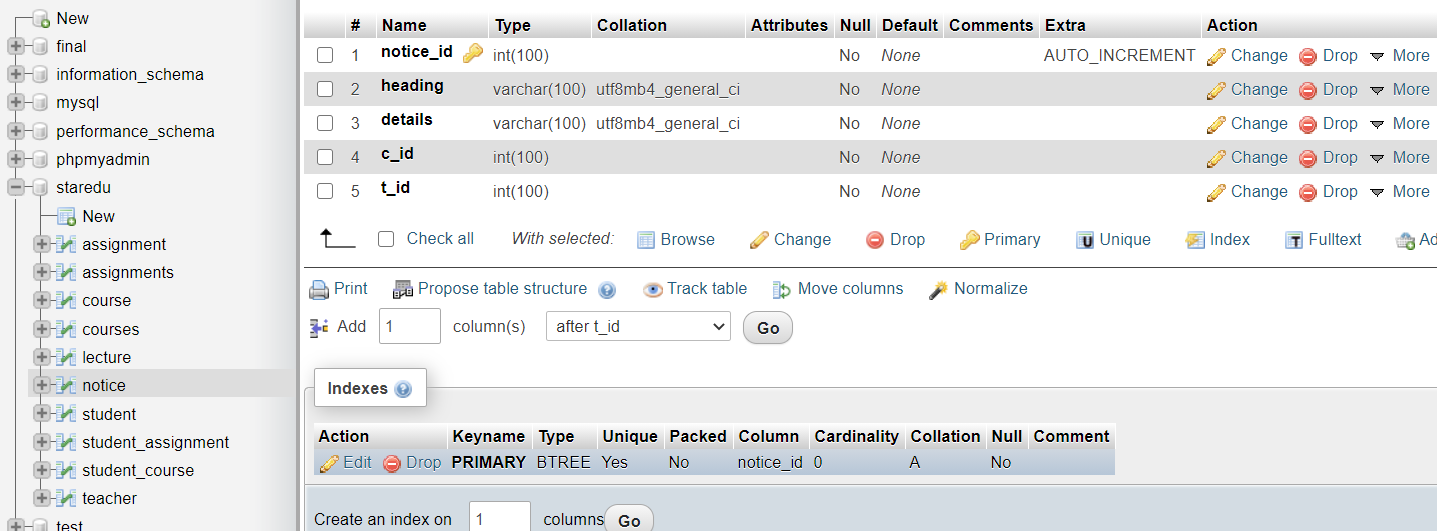 New
final
information_schema
mysql
performance_schema
phpmyadmin
staredu
New
assignment
assignments
course
courses
lecture
notice
student
student_assignment
student_course
teacher
test
# Name Type Collation Attributes Null Default Comments Extra Action
1 notice_id int(100) No None AUTO_INCREMENT Change Drop More
2 heading varchar(100) utf8mb4_general_ci No None Change Drop More
3 details varchar(100) utf8mb4_general_ci No None Change Drop More
4 c_id int(100) No None Change Drop More
5 t_id int(100) No None Change Drop More
Check all With selected: Browse Change Drop Primary U Unique Index T Fulltext Ad
Print Propose table structure Track table Move columns Normalize
Add 1 column(s) after t_id Go
Indexes
Action Keyname Type Unique Packed Column Cardinality Collation Null Comment
Edit Drop PRIMARY BTREE Yes No notice_id 0 A No
Create an index on 1 columns Go